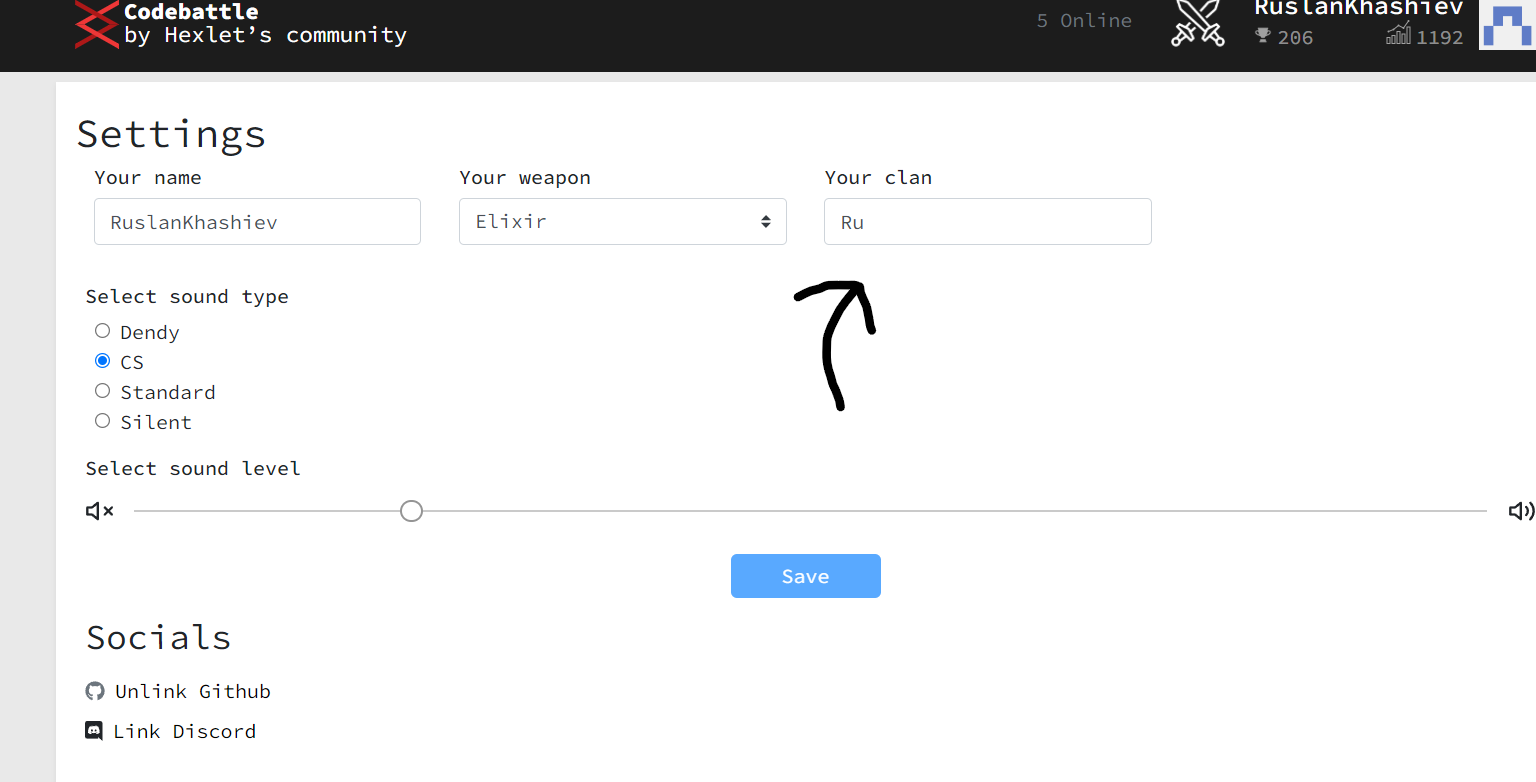 Codebattle
by Hexlet’s community
5 Online
RuslanKhashiev
206
1192
Settings
Your name
Your weapon
Your clan
RuslanKhashiev
Elixir
Ru
Select sound type
Dendy
CS
Standard
Silent
Select sound level
Save
Socials
Unlink Github
Link Discord